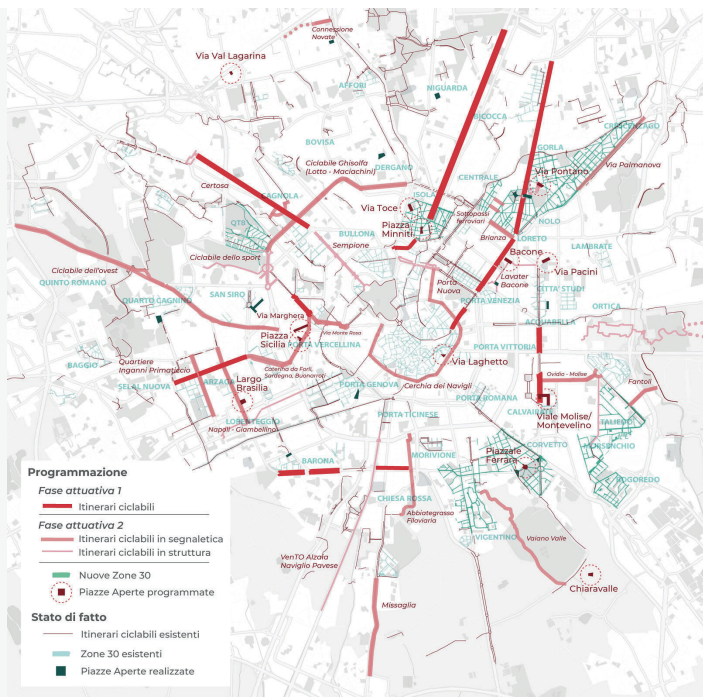 Connessione
Novate
Via Val Lagarina
AFFORI
NIGUARDA
BICOCCA
CRESCENZAGO
BOVISA
GORLA
Ciclabile Ghisolfa
(Lotto - Maciachini)
DERGANO
Via Palmanova
CENTRALE
Via Pontano
Certosa
CAGNOLA
ISOLA
Via Toce
Sottopassi
ferroviari
NOLO
QT8
Piazza
Minniti
BULLONA
Brianza
LORETO
Sempione
LAMBRATE
Bacone
Ciclabile dello sport
Via Pacini
Ciclabile dell'ovest
Porta
Nuova
Lavater
Bacone
QUINTO ROMANO
SAN SIRO
CITTA' STUDI
QUARTO CAGNINO
PORTA VENEZIA
ORTICA
Via Marghera
ACQUABELLA
Piazza
Sicilia
Via Monte Rosa
PORTA VERCELLINA
PORTA VITTORIA
Quartiere
Inganni Primaticcio
Via Laghetto
BAGGIO
Caterina da Forlì,
Sardegna, Buonarroti
Ovidio - Molise
SELAL NUOVA
ARZAGA
PORTA GENOVA
Cerchia dei Navigli
Fantoli
Largo
Brasilia
PORTA ROMANA
CALVAIRATE
LORENTEGGIO
PORTA TICINESE
Viale Molise/
Montevelino
TALIEDO
Napoli - Giambellino
CORVETTO
MORSENCHIO
MORIVIONE
Piazzale
Ferrara
BARONA
ROGOREDO
CHIESA ROSSA
Abbiategrasso
Filoviaria
VIGENTINO
Vaiano Valle
VenTO Alzaia
Naviglio Pavese
Chiaravalle
Missaglia
Programmazione
Fase attuativa 1
Itinerari ciclabili
Fase attuativa 2
Itinerari ciclabili in segnaletica
Itinerari ciclabili in struttura
Nuove Zone 30
Piazze Aperte programmate
Stato di fatto
Itinerari ciclabili esistenti
Zone 30 esistenti
Piazze Aperte realizzate